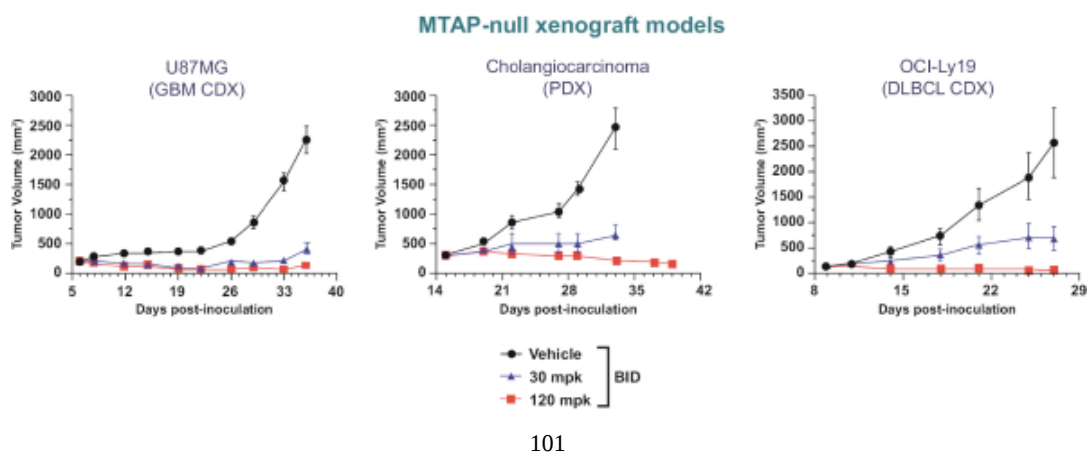 MTAP-null xenograft models
U87MG
(GBM CDX)
Tumor Volume (mm³)
3000
2500
2000
1500
1000
500
0
6 12 19 26 33 40
Days post-inoculation
Cholangiocarcinoma
(PDX)
Tumor Volume (mm³)
3000
2500
2000
1500
1000
500
0
14 21 28 35 42
Days post-inoculation
OCI-Ly19
(DLBCL CDX)
Tumor Volume (mm³)
3500
3000
2500
2000
1500
1000
500
0
8 15 22 29
Days post-inoculation
Vehicle
30 mpk
120 mpk
BID
101